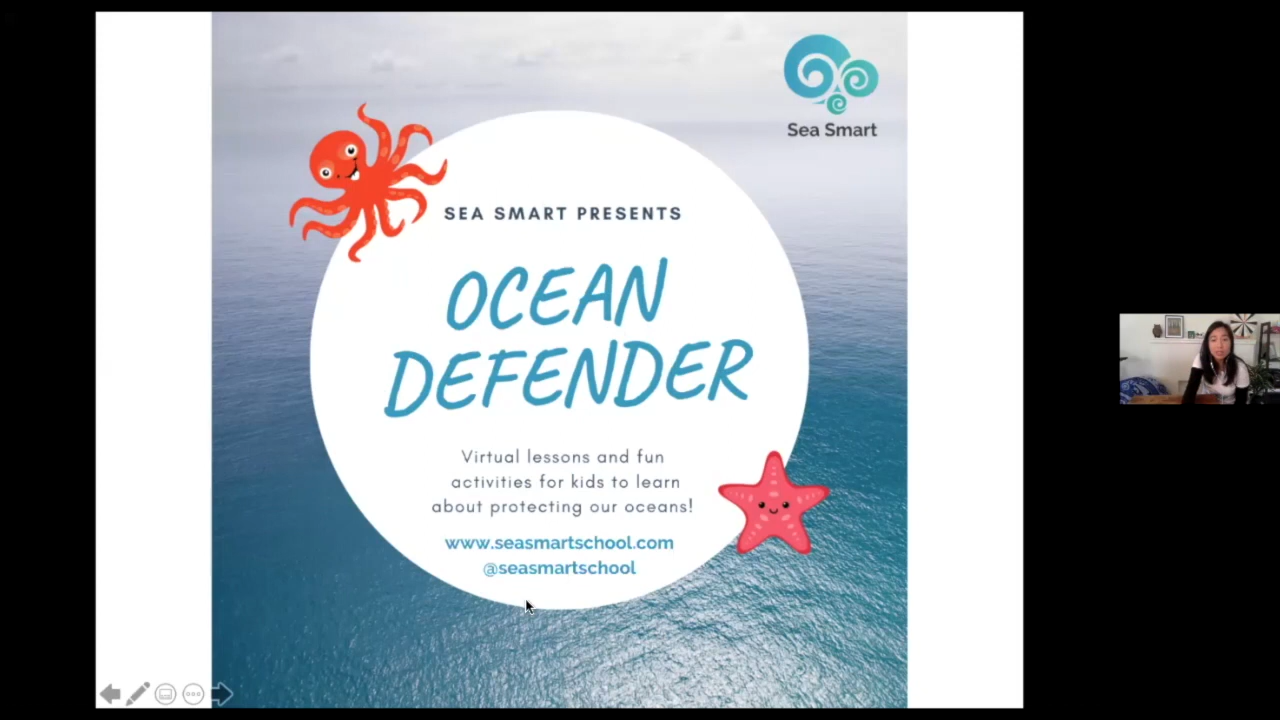 Sea Smart
SEA SMART PRESENTS
OCEAN
DEFENDER
Virtual lessons and fun
activities for kids to learn
about protecting our oceans!
www.seasmartschool.com
@seasmartschool